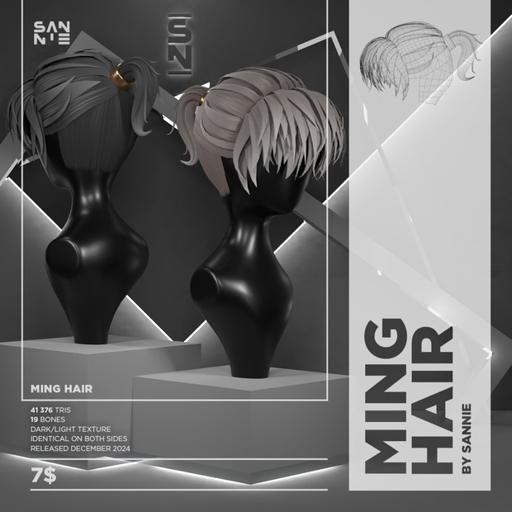 SAN
NIE
SNI
MING HAIR
41 376 TRIS
19 BONES
DARK/LIGHT TEXTURE
IDENTICAL ON BOTH SIDES
RELEASED DECEMBER 2024
7$
MING
HAIR
BY SANNIE